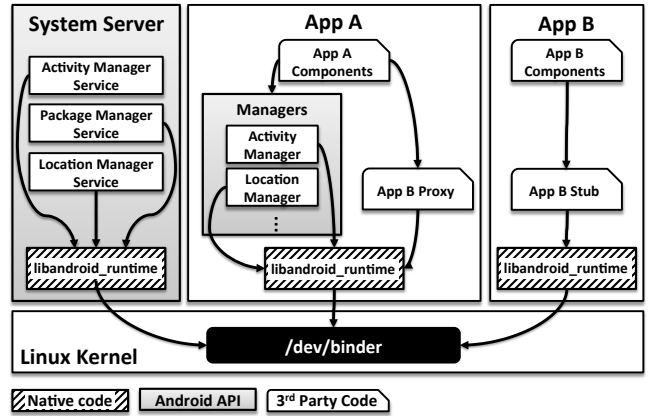 System Server
Activity Manager
Service
Package Manager
Service
Location Manager
Service
libandroid_runtime
App A
App A
Components
Managers
Activity
Manager
Location
Manager
⋮
App B Proxy
libandroid_runtime
App B
App B
Components
App B Stub
libandroid_runtime
Linux Kernel
/dev/binder
Native code
Android API
3rd Party Code